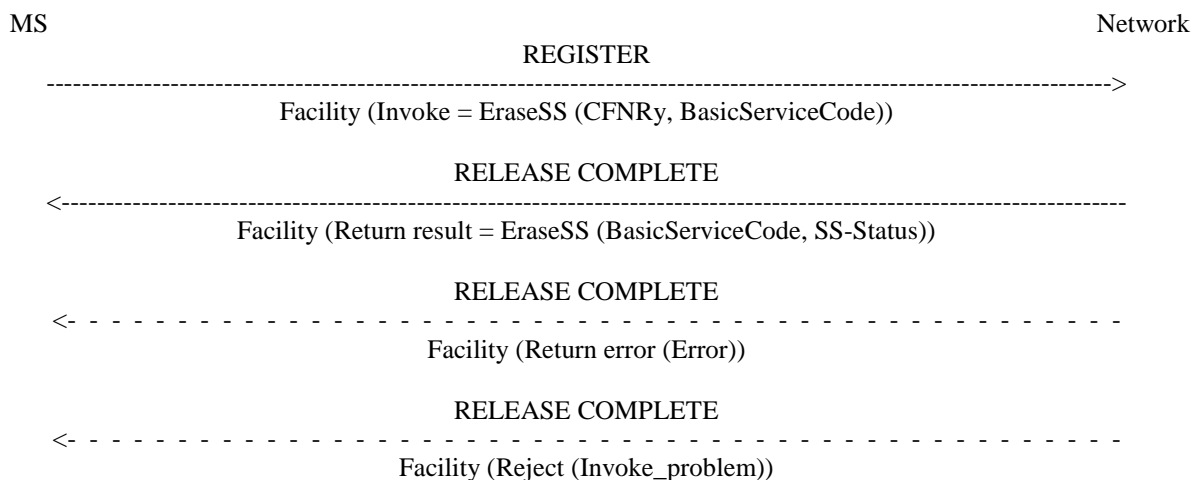 MS Network
REGISTER
Facility (Invoke = EraseSS (CFNRy, BasicServiceCode))
RELEASE COMPLETE
Facility (Return result = EraseSS (BasicServiceCode, SS-Status))
RELEASE COMPLETE
Facility (Return error (Error))
RELEASE COMPLETE
Facility (Reject (Invoke_problem))